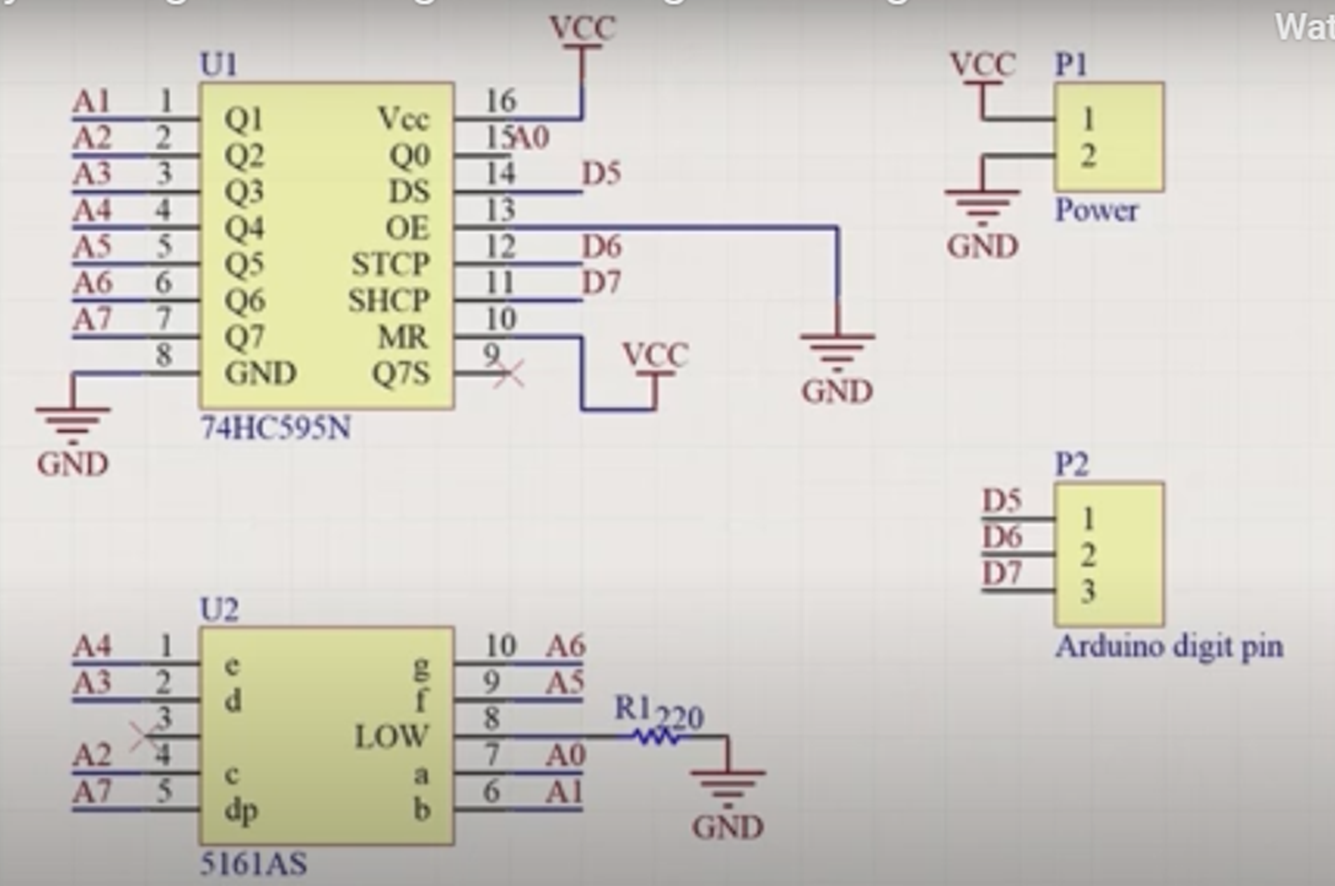 Wat
VCC
U1
A1 1 Q1 Vcc 16
A2 2 Q2 Q0 15 A0
A3 3 Q3 DS 14 D5
A4 4 Q4 OE 13
A5 5 Q5 STCP 12 D6
A6 6 Q6 SHCP 11 D7
A7 7 Q7 MR 10
8 GND Q7S 9
74HC595N
GND
VCC
GND
VCC P1
1
2
Power
GND
P2
D5 1
D6 2
D7 3
Arduino digit pin
U2
A4 1 e g 10 A6
A3 2 d f 9 A5
3 LOW 8 R1 220
A2 4 c a 7 A0
A7 5 dp b 6 A1
5161AS
GND